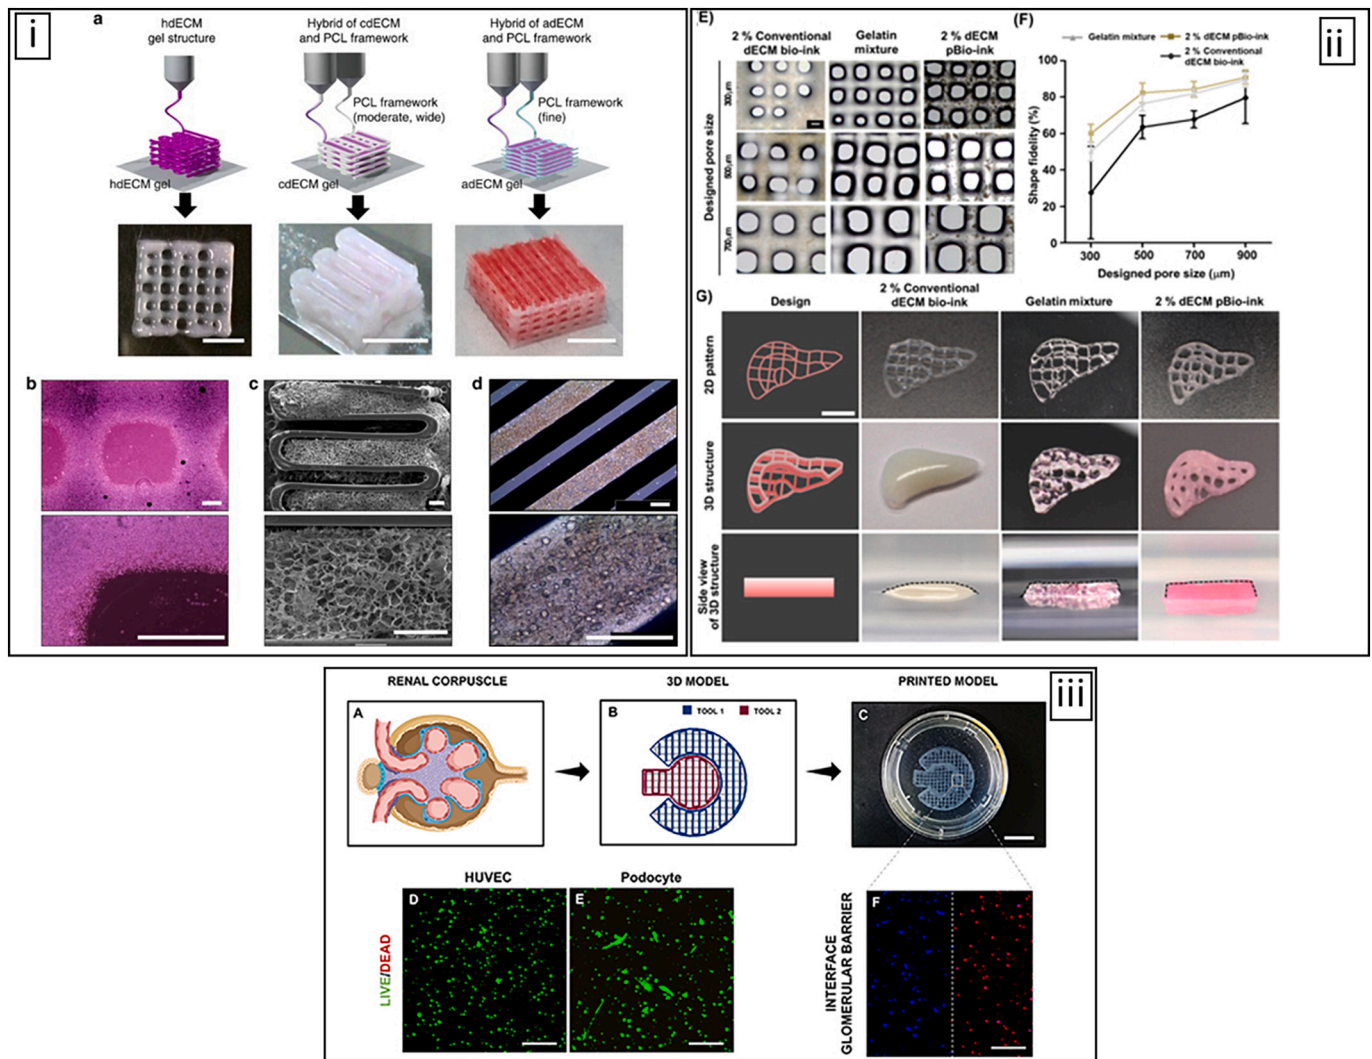 i
a
hdECM
gel structure
Hybrid of cdECM
and PCL framework
Hybrid of adECM
and PCL framework
PCL framework
(moderate, wide)
PCL framework
(fine)
hdECM gel
cdECM gel
adECM gel
b
c
d
ii
E)
2 % Conventional
dECM bio-ink
Gelatin
mixture
2 % dECM
pBio-ink
Designed pore size
300μm
500μm
700μm
(F)
Gelatin mixture
2 % dECM pBio-ink
2 % Conventional
dECM bio-ink
Shape fidelity (%)
100
80
60
40
20
0
300
500
700
900
Designed pore size (μm)
G)
Design
2 % Conventional
dECM bio-ink
Gelatin mixture
2 % dECM pBio-ink
2D pattern
3D structure
Side view
of 3D structure
iii
RENAL CORPUSCLE
3D MODEL
PRINTED MODEL
A
B
TOOL 1
TOOL 2
C
HUVEC
Podocyte
LIVE/DEAD
D
E
INTERFACE
GLOMERULAR BARRIER
F